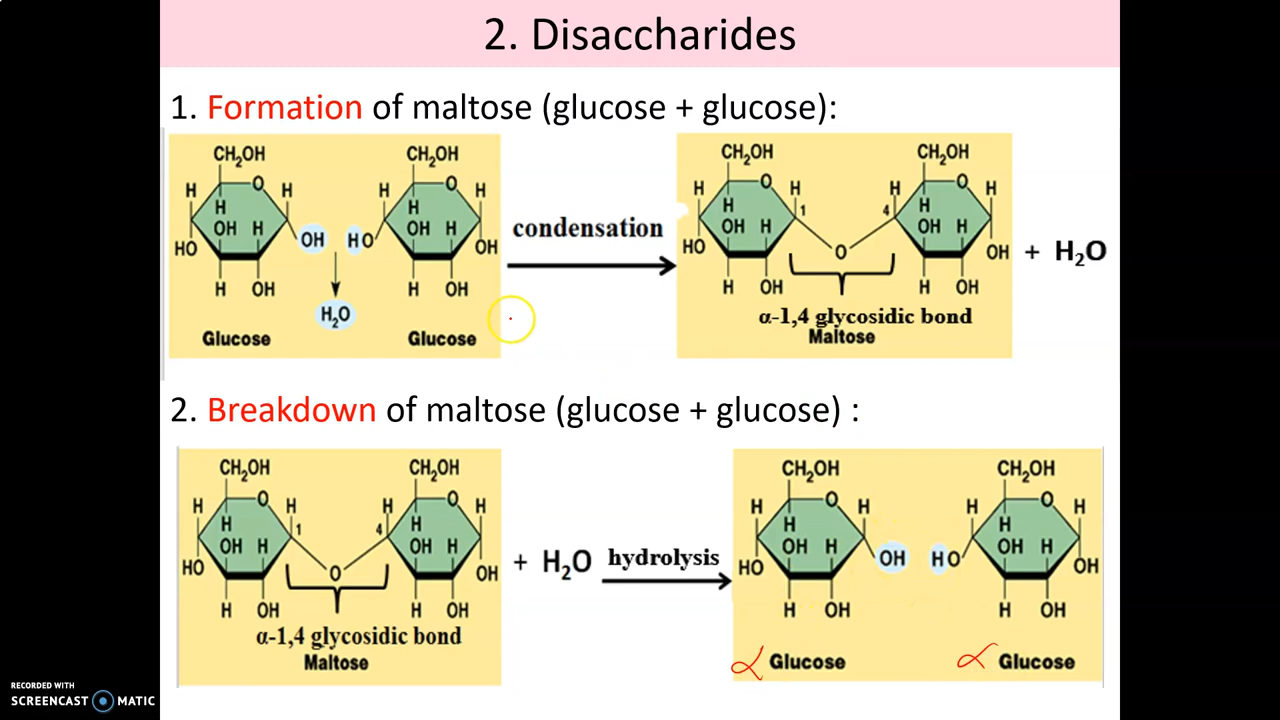 2. Disaccharides
1. Formation of maltose (glucose + glucose):
CH₂OH CH₂OH CH₂OH CH₂OH
H O H H O H H O H H O H
H H H 1 4 H
OH H OH HO OH H condensation OH H OH H
HO OH HO O OH + H₂O
H OH H OH H OH H OH
H₂O α-1,4 glycosidic bond
Glucose Glucose Maltose
2. Breakdown of maltose (glucose + glucose) :
CH₂OH CH₂OH CH₂OH CH₂OH
H O H H O H H O H H O H
H 1 4 H H H
OH H OH H + H₂O hydrolysis OH H OH HO OH H
HO O OH HO OH
H OH H OH H OH H OH
α-1,4 glycosidic bond
Maltose α Glucose α Glucose
RECORDED WITH
SCREENCAST MATIC